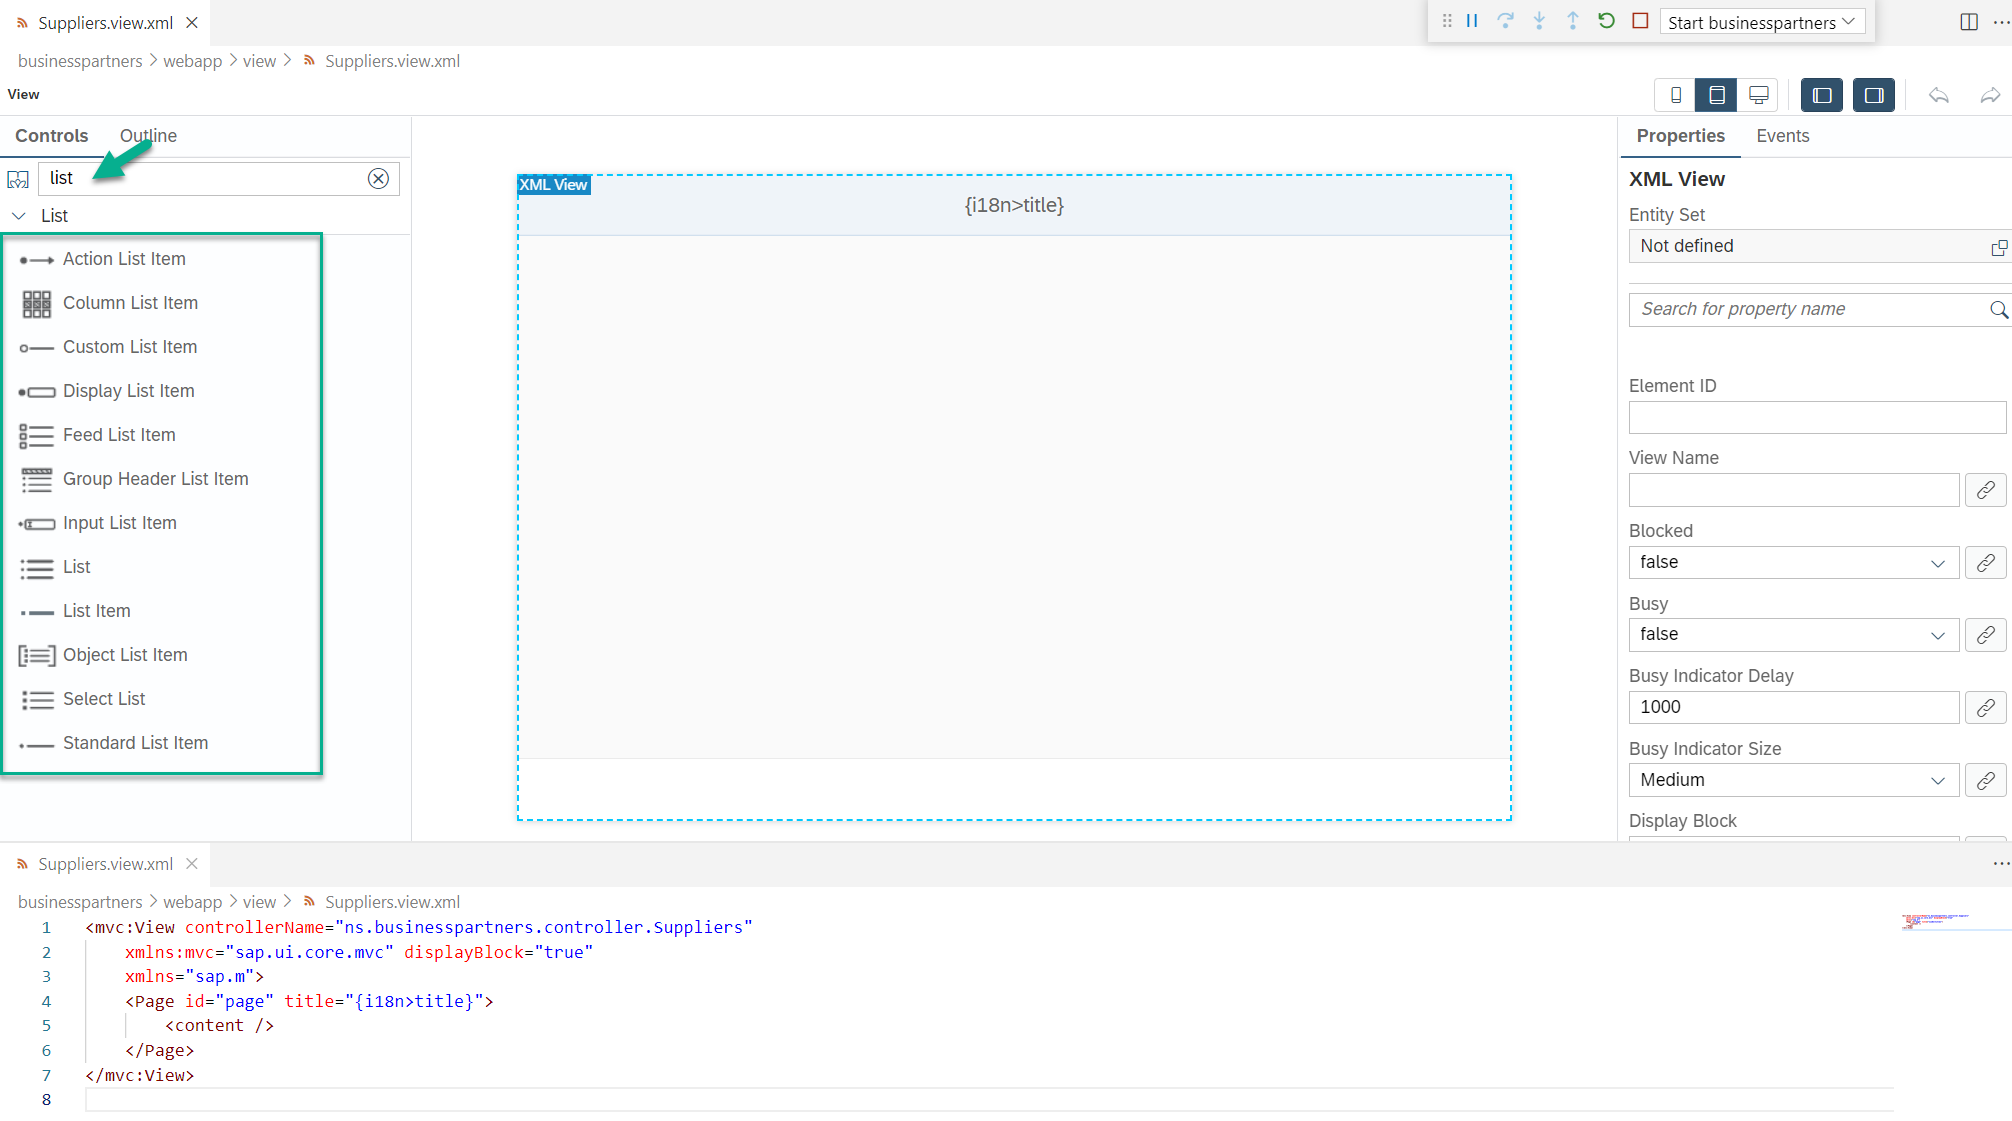 Suppliers.view.xml
Start businesspartners
businesspartners > webapp > view > Suppliers.view.xml
View
Controls
Outline
list
List
Action List Item
Column List Item
Custom List Item
Display List Item
Feed List Item
Group Header List Item
Input List Item
List
List Item
Object List Item
Select List
Standard List Item
XML View
{i18n>title}
Properties
Events
XML View
Entity Set
Not defined
Search for property name
Element ID
View Name
Blocked
false
Busy
false
Busy Indicator Delay
1000
Busy Indicator Size
Medium
Display Block
Suppliers.view.xml
businesspartners > webapp > view > Suppliers.view.xml
1 <mvc:View controllerName="ns.businesspartners.controller.Suppliers"
2 xmlns:mvc="sap.ui.core.mvc" displayBlock="true"
3 xmlns="sap.m">
4 <Page id="page" title="{i18n>title}">
5 <content />
6 </Page>
7 </mvc:View>
8